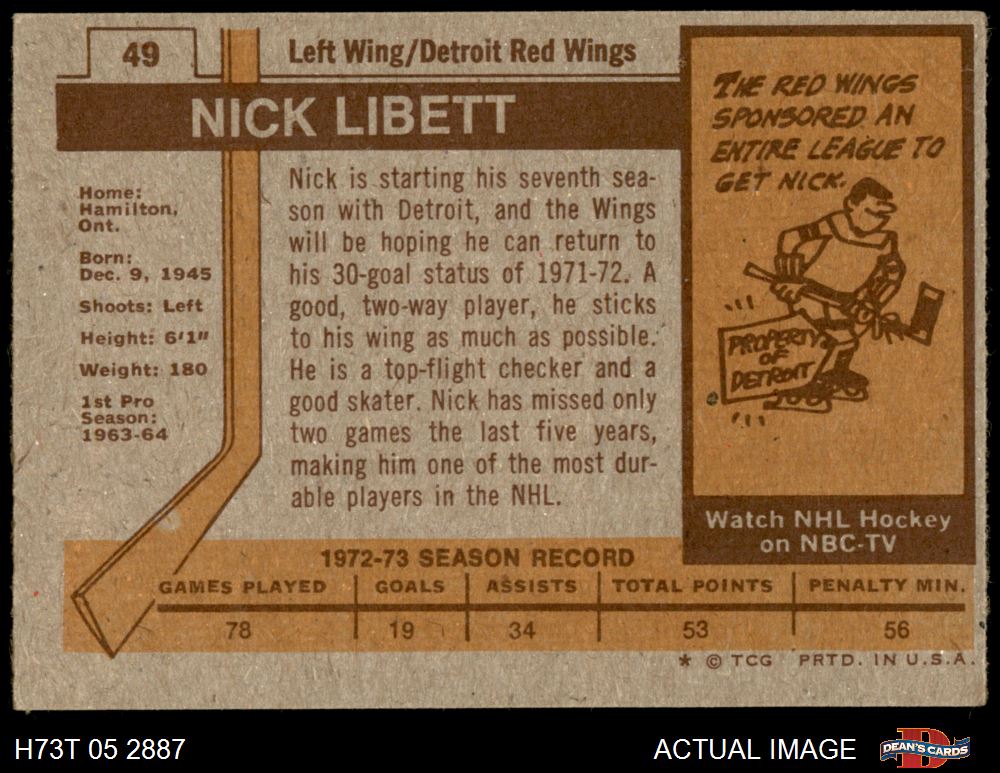 49
Left Wing/Detroit Red Wings
NICK LIBETT
Home:
Hamilton,
Ont.
Born:
Dec. 9, 1945
Shoots: Left
Height: 6'1"
Weight: 180
1st Pro
Season:
1963-64
Nick is starting his seventh sea-
son with Detroit, and the Wings
will be hoping he can return to
his 30-goal status of 1971-72. A
good, two-way player, he sticks
to his wing as much as possible.
He is a top-flight checker and a
good skater. Nick has missed only
two games the last five years,
making him one of the most dur-
able players in the NHL.
THE RED WINGS
SPONSORED AN
ENTIRE LEAGUE TO
GET NICK.
PROPERTY
OF
DETROIT
Watch NHL Hockey
on NBC-TV
1972-73 SEASON RECORD
GAMES PLAYED GOALS ASSISTS TOTAL POINTS PENALTY MIN.
78 19 34 53 56
* © TCG PRTD. IN U.S.A.
H73T 05 2887 ACTUAL IMAGE DEAN'S CARDS